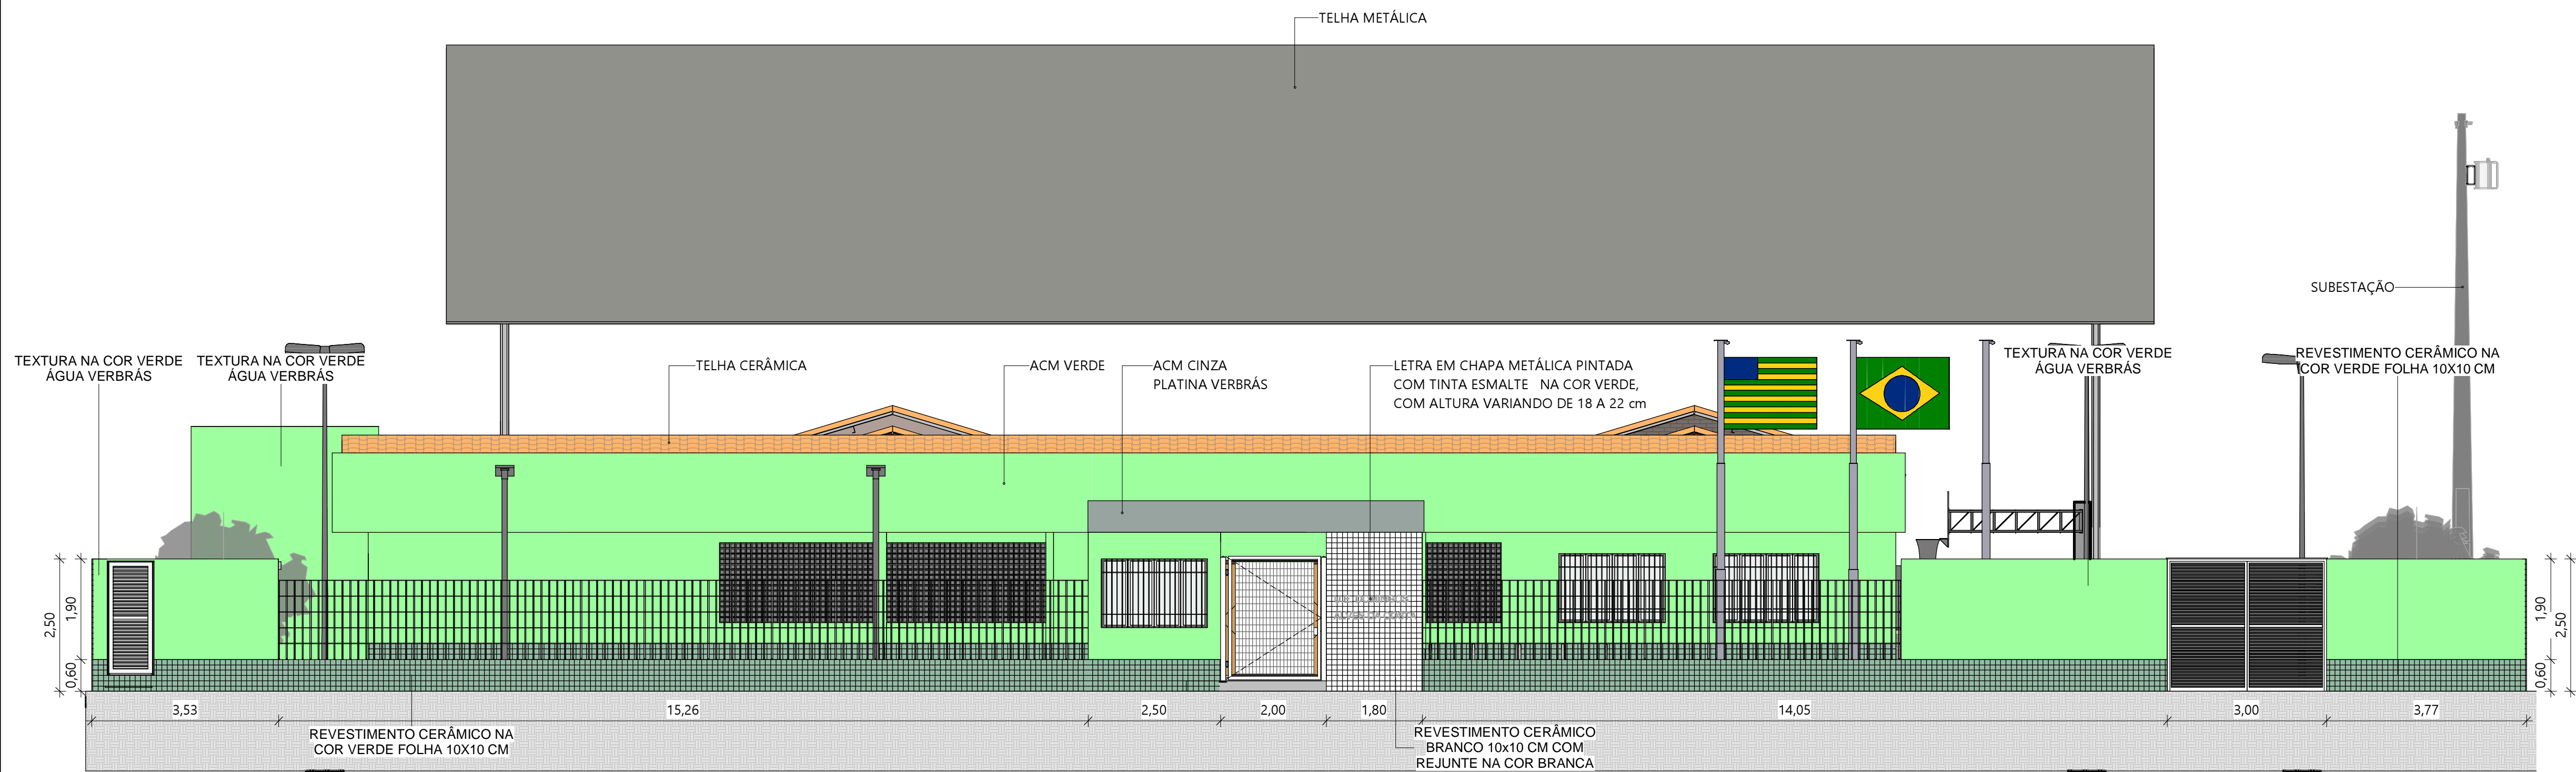 TELHA METÁLICA
SUBESTAÇÃO
TEXTURA NA COR VERDE
ÁGUA VERBRÁS
TEXTURA NA COR VERDE
ÁGUA VERBRÁS
TELHA CERÂMICA
ACM VERDE
ACM CINZA
PLATINA VERBRÁS
LETRA EM CHAPA METÁLICA PINTADA
COM TINTA ESMALTE NA COR VERDE,
COM ALTURA VARIANDO DE 18 A 22 cm
TEXTURA NA COR VERDE
ÁGUA VERBRÁS
REVESTIMENTO CERÂMICO NA
COR VERDE FOLHA 10X10 CM
2,50
1,90
0,60
1,90
2,50
0,60
3,53
15,26
2,50
2,00
1,80
14,05
3,00
3,77
REVESTIMENTO CERÂMICO NA
COR VERDE FOLHA 10X10 CM
REVESTIMENTO CERÂMICO
BRANCO 10x10 CM COM
REJUNTE NA COR BRANCA